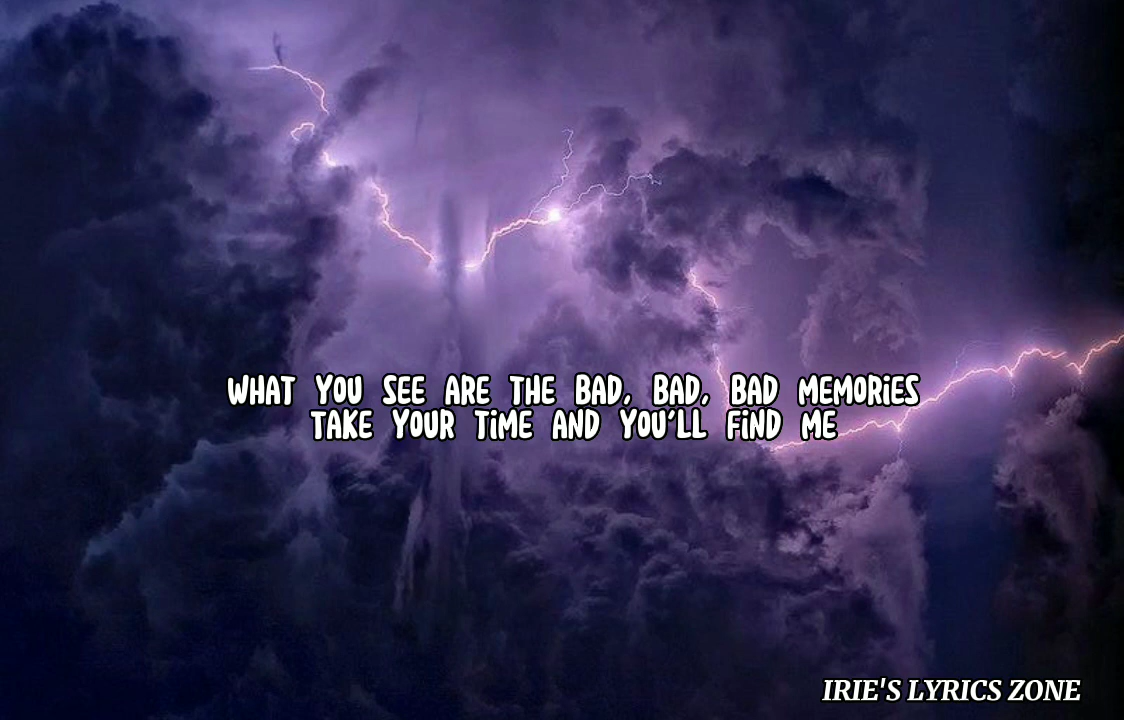 WHAT YOU SEE ARE THE BAD, BAD, BAD MEMORIES
TAKE YOUR TIME AND YOU'LL FIND ME
IRIE'S LYRICS ZONE